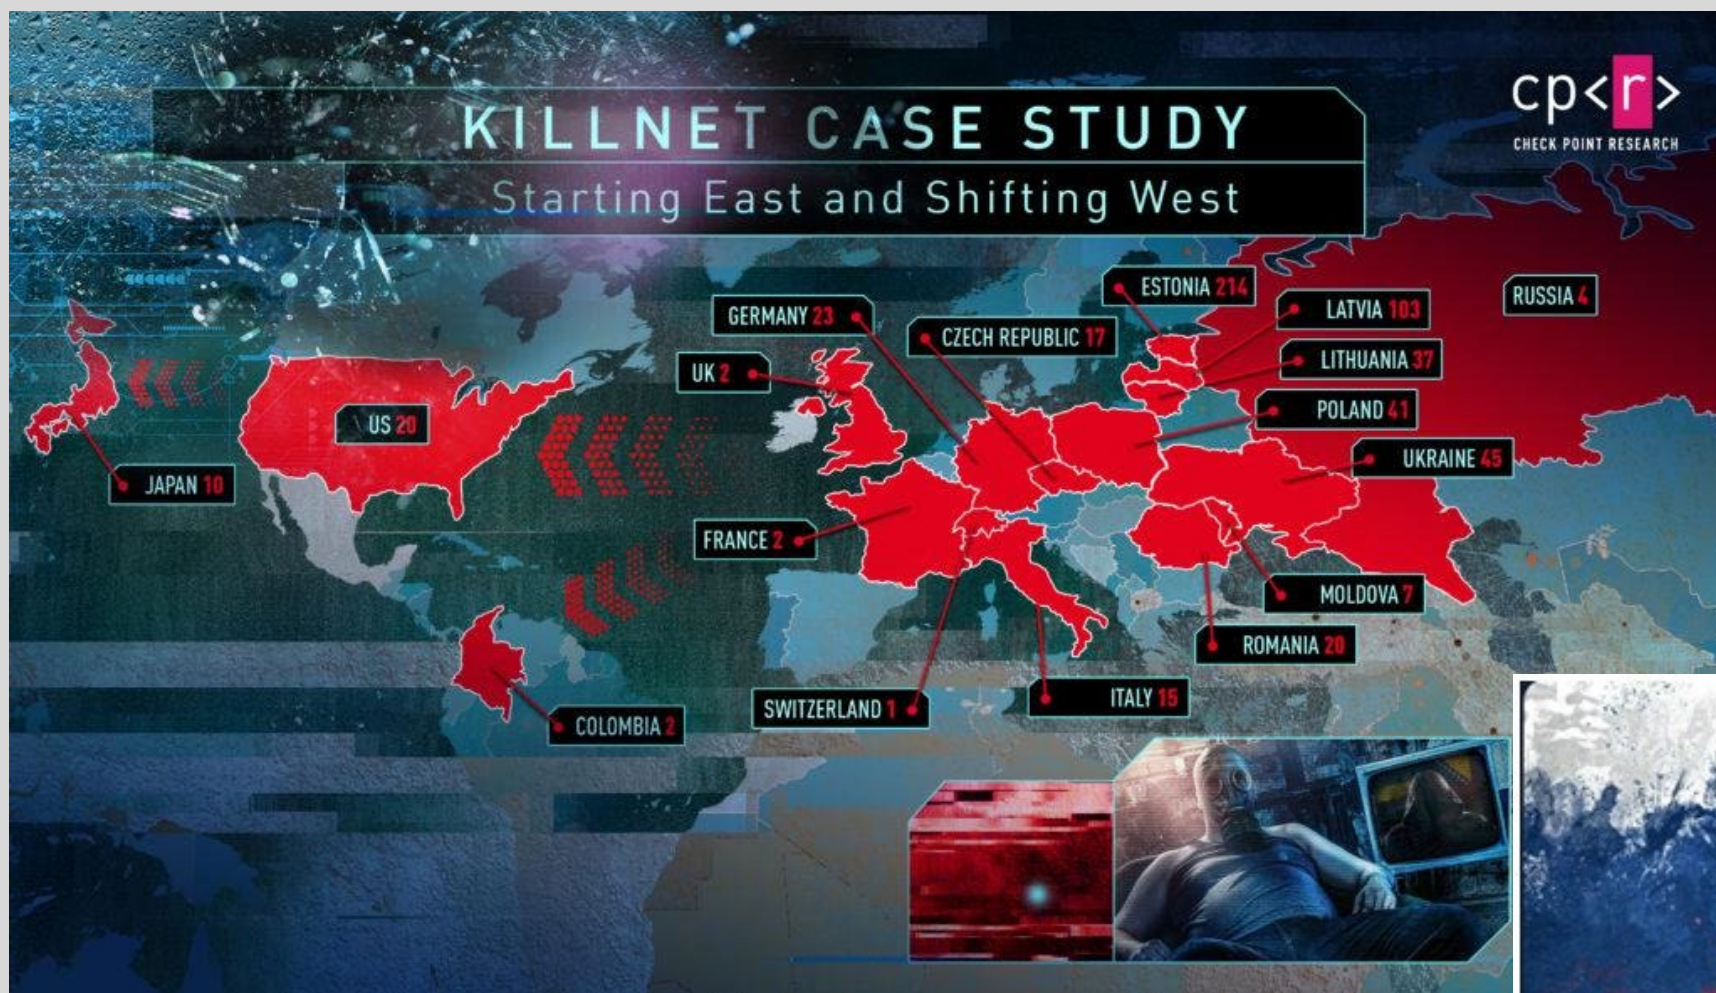 cp<r>
CHECK POINT RESEARCH
KILLNET CASE STUDY
Starting East and Shifting West
ESTONIA 214
RUSSIA 4
LATVIA 103
GERMANY 23
CZECH REPUBLIC 17
LITHUANIA 37
UK 2
POLAND 41
US 20
UKRAINE 45
JAPAN 10
FRANCE 2
MOLDOVA 7
ROMANIA 20
ITALY 15
SWITZERLAND 1
COLOMBIA 2